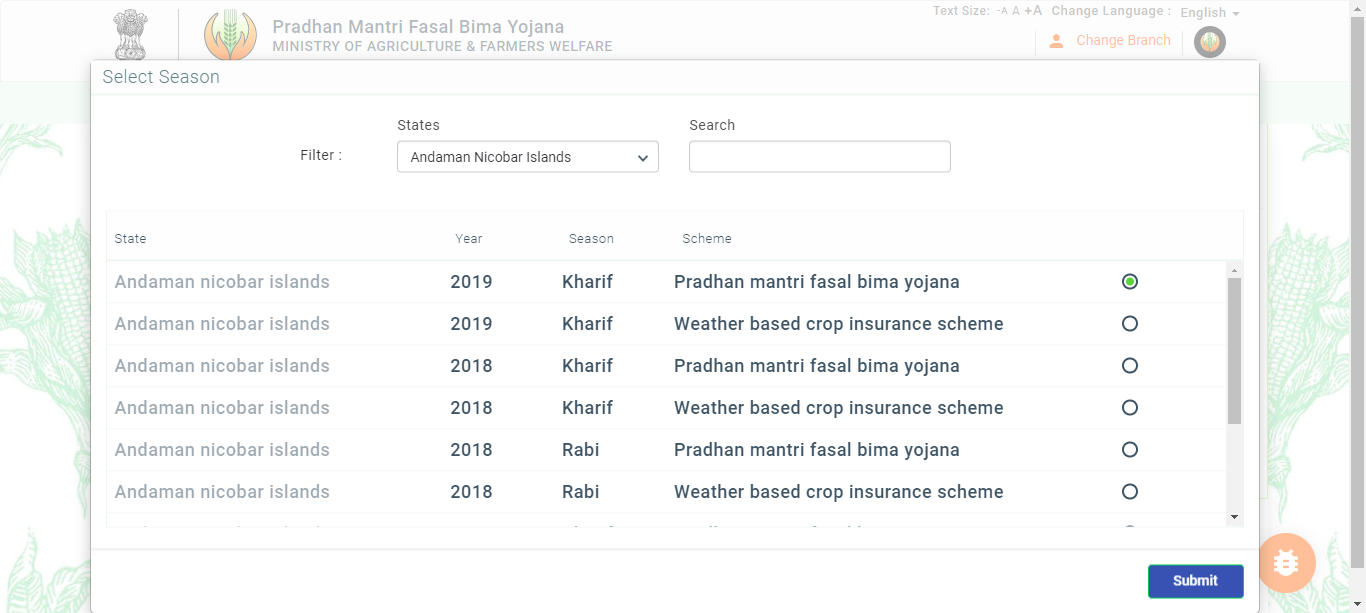 Text Size: -A A +A Change Language : English
Pradhan Mantri Fasal Bima Yojana
MINISTRY OF AGRICULTURE & FARMERS WELFARE
Change Branch
Select Season
States Search
Filter : Andaman Nicobar Islands
State Year Season Scheme
Andaman nicobar islands 2019 Kharif Pradhan mantri fasal bima yojana
Andaman nicobar islands 2019 Kharif Weather based crop insurance scheme
Andaman nicobar islands 2018 Kharif Pradhan mantri fasal bima yojana
Andaman nicobar islands 2018 Kharif Weather based crop insurance scheme
Andaman nicobar islands 2018 Rabi Pradhan mantri fasal bima yojana
Andaman nicobar islands 2018 Rabi Weather based crop insurance scheme
Submit